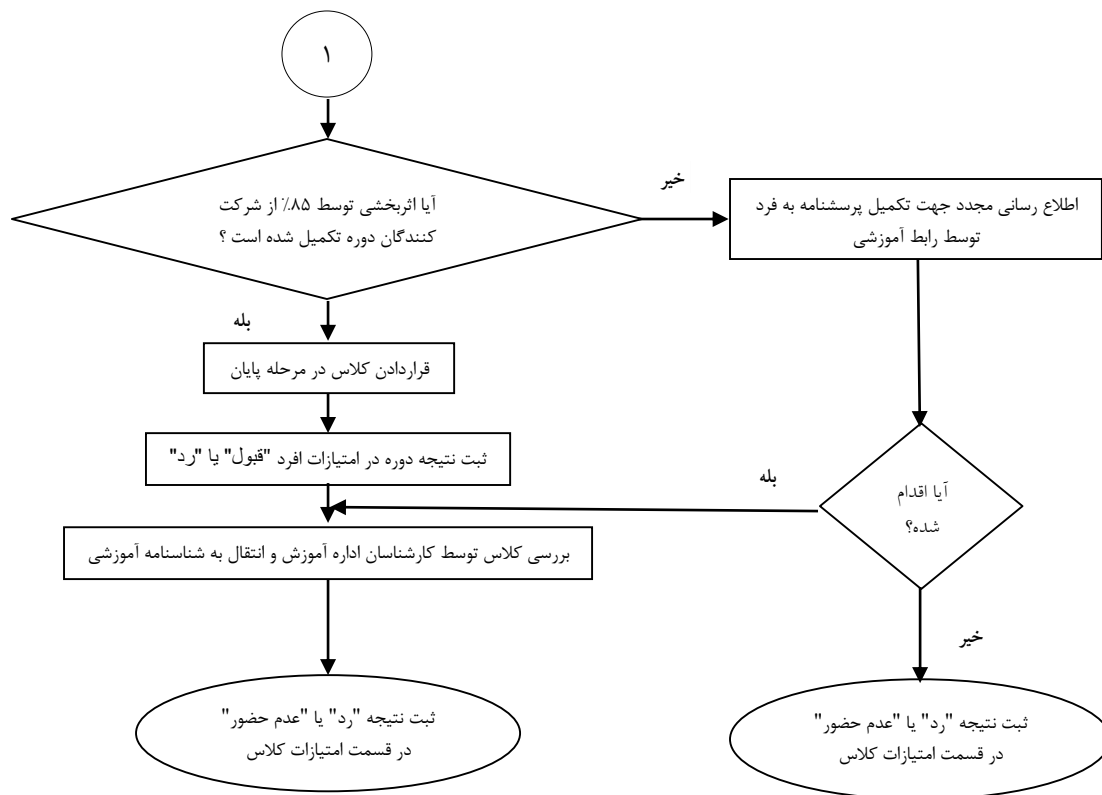 ۱
آیا اثربخشی توسط ۸۵٪ از شرکت
کنندگان دوره تکمیل شده است ؟
خیر
اطلاع رسانی مجدد جهت تکمیل پرسشنامه به فرد
توسط رابط آموزشی
بله
قراردادن کلاس در مرحله پایان
ثبت نتیجه دوره در امتیازات افرد "قبول" یا "رد"
بله
آیا اقدام
شده؟
بررسی کلاس توسط کارشناسان اداره آموزش و انتقال به شناسنامه آموزشی
خیر
ثبت نتیجه "رد" یا "عدم حضور"
در قسمت امتیازات کلاس
ثبت نتیجه "رد" یا "عدم حضور"
در قسمت امتیازات کلاس